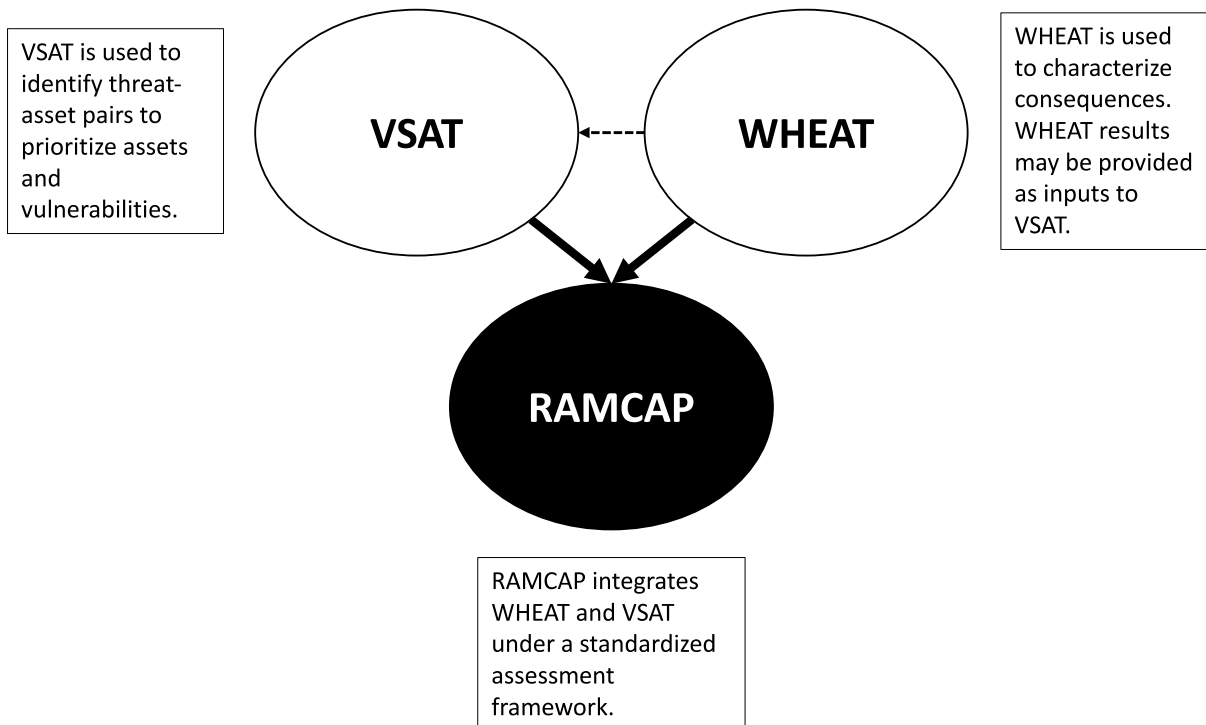 VSAT is used to
identify threat-
asset pairs to
prioritize assets
and
vulnerabilities.
VSAT
WHEAT
WHEAT is used
to characterize
consequences.
WHEAT results
may be provided
as inputs to
VSAT.
RAMCAP
RAMCAP integrates
WHEAT and VSAT
under a standardized
assessment
framework.